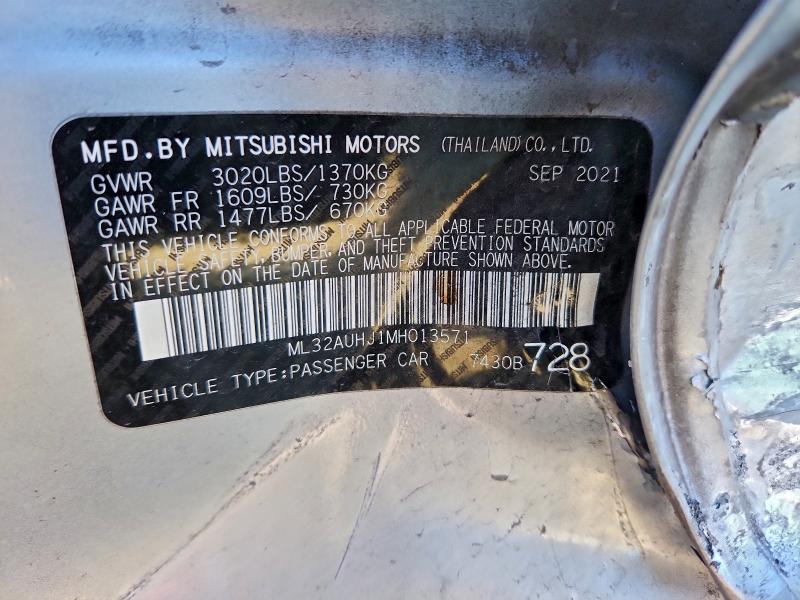 MFD. BY MITSUBISHI MOTORS (THAILAND) CO., LTD.
GVWR 3020LBS/1370KG SEP 2021
GAWR FR 1609LBS/ 730KG
GAWR RR 1477LBS/ 670KG
THIS VEHICLE CONFORMS TO ALL APPLICABLE FEDERAL MOTOR
VEHICLE SAFETY, BUMPER, AND THEFT PREVENTION STANDARDS
IN EFFECT ON THE DATE OF MANUFACTURE SHOWN ABOVE.
ML32AUHJ1MH013571
VEHICLE TYPE:PASSENGER CAR 7430B 728